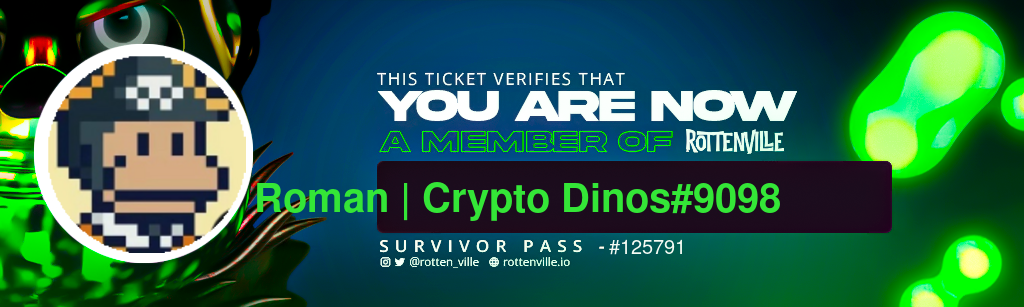 THIS TICKET VERIFIES THAT
YOU ARE NOW
A MEMBER OF ROTTENVILLE
Roman | Crypto Dinos#9098
SURVIVOR PASS - #125791
@rotten_ville rottenville.io